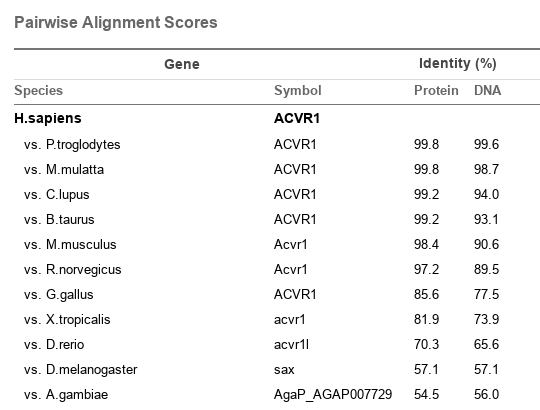 Pairwise Alignment Scores
Gene Identity (%)
Species Symbol Protein DNA
H.sapiens ACVR1
vs. P.troglodytes ACVR1 99.8 99.6
vs. M.mulatta ACVR1 99.8 98.7
vs. C.lupus ACVR1 99.2 94.0
vs. B.taurus ACVR1 99.2 93.1
vs. M.musculus Acvr1 98.4 90.6
vs. R.norvegicus Acvr1 97.2 89.5
vs. G.gallus ACVR1 85.6 77.5
vs. X.tropicalis acvr1 81.9 73.9
vs. D.rerio acvr1l 70.3 65.6
vs. D.melanogaster sax 57.1 57.1
vs. A.gambiae AgaP_AGAP007729 54.5 56.0